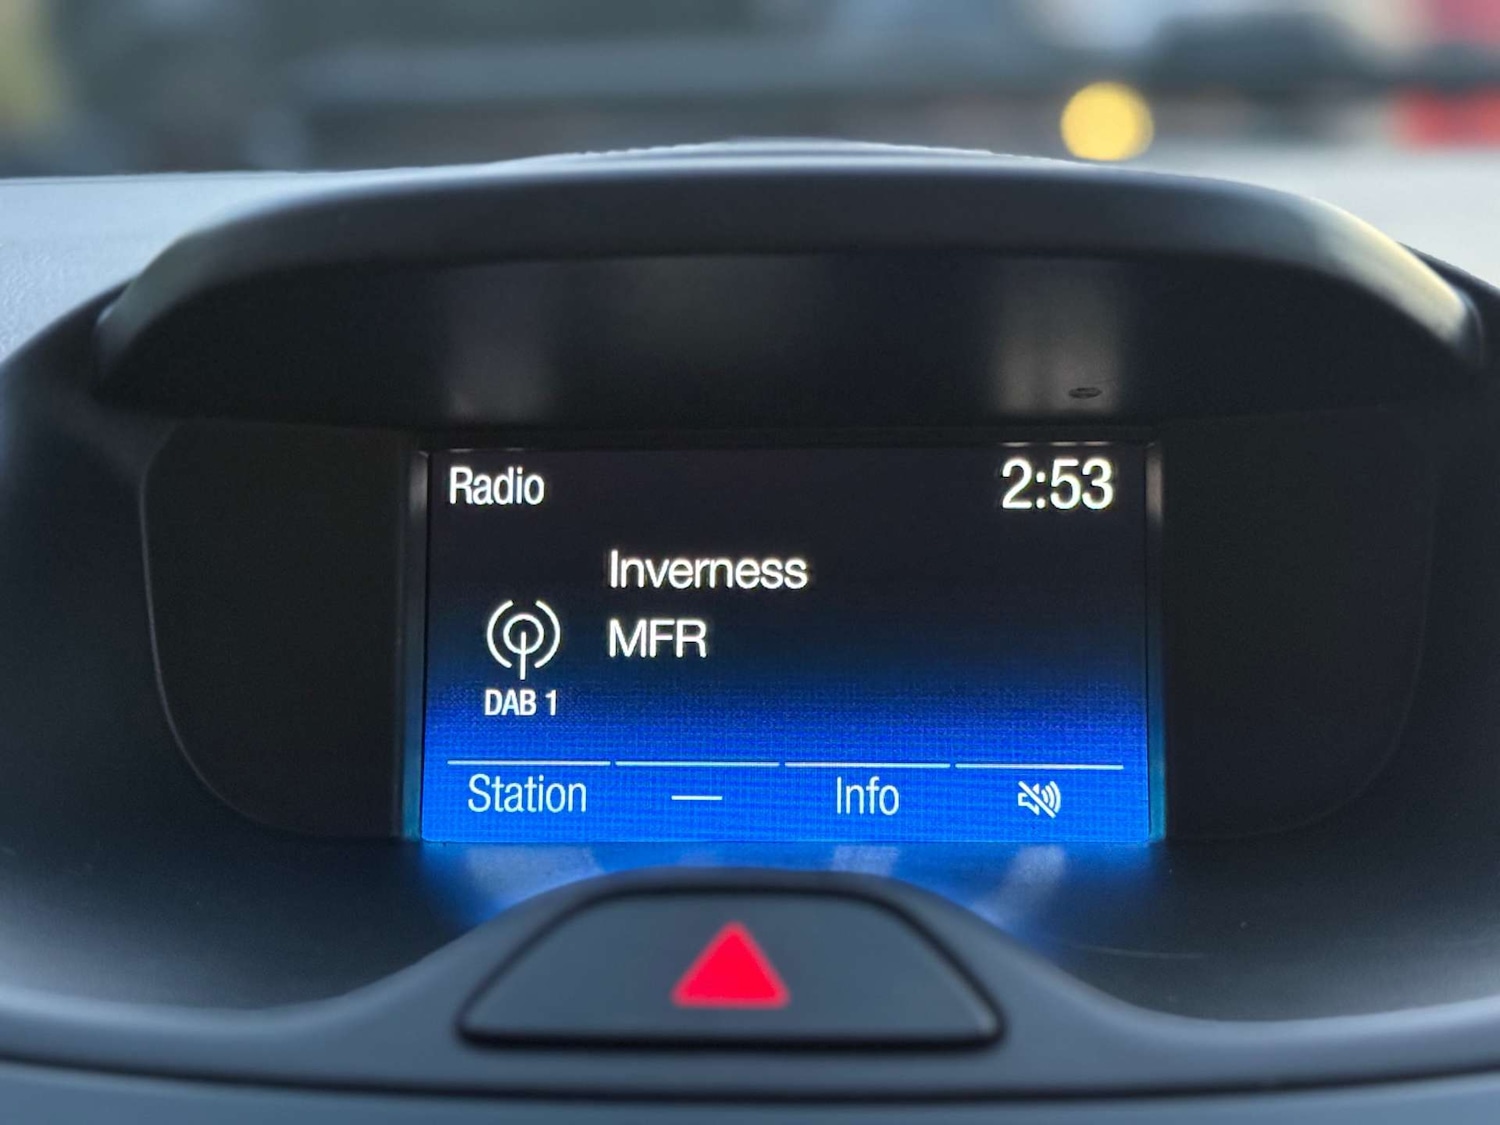 Radio 2:53
Inverness
MFR
DAB 1
Station — Info